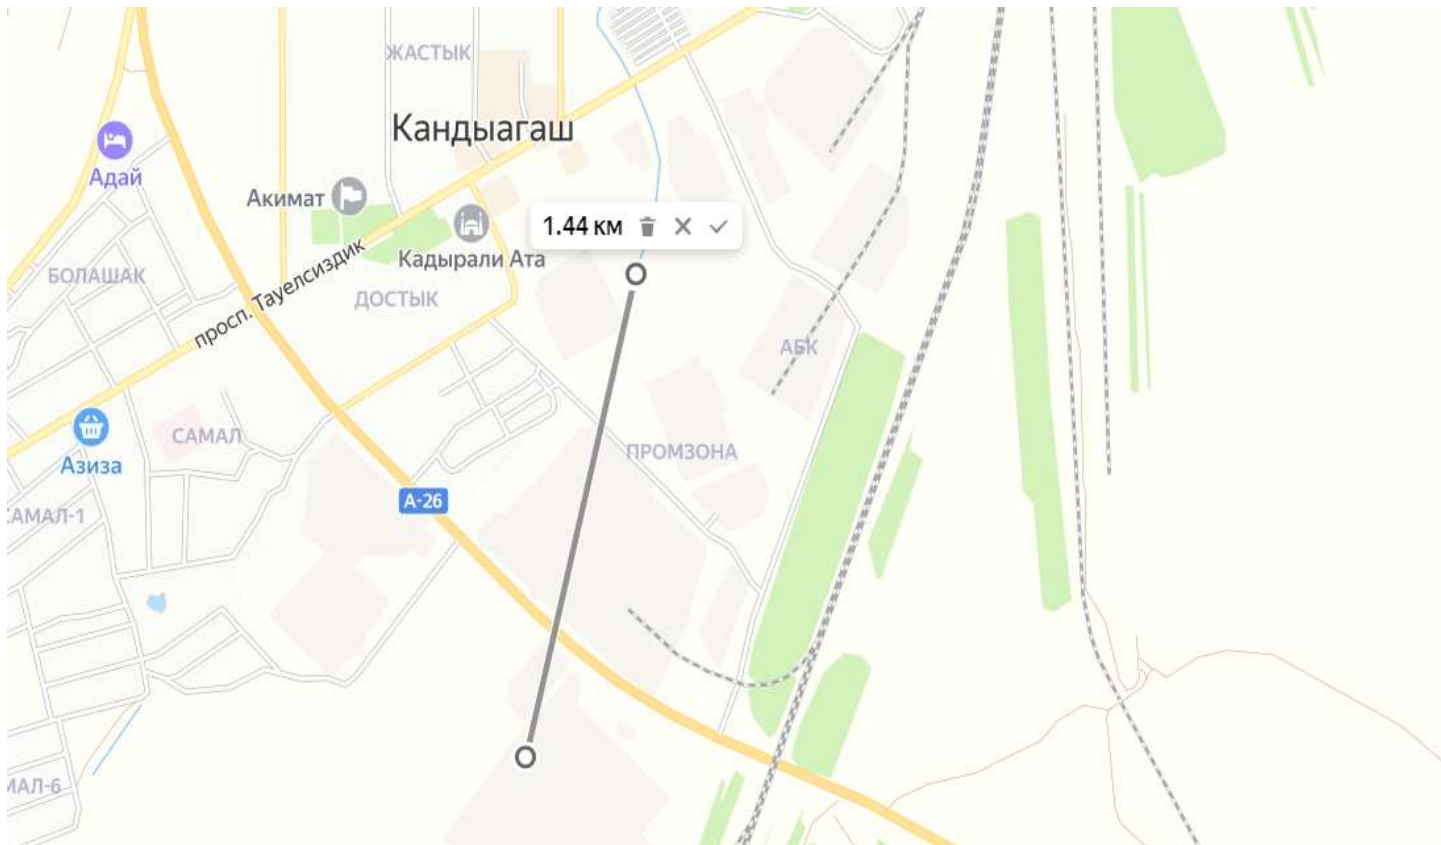 ЖАСТЫК
Кандыагаш
Адай
Акимат
1.44 км
Кадырали Ата
БОЛАШАК
просп. Тауелсиздик
ДОСТЫК
АБК
САМАЛ
ПРОМЗОНА
Азиза
А-26
АМАЛ-1
МАЛ-6